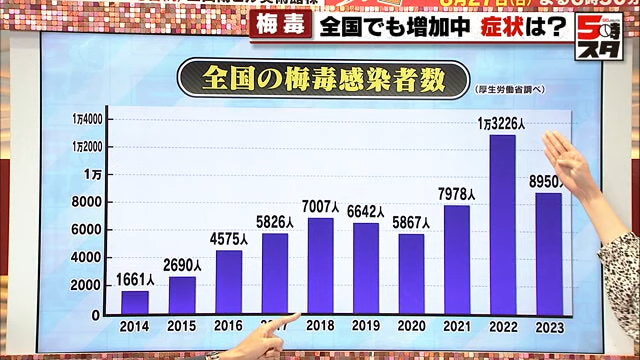 梅毒 全国でも増加中 症状は?
5時スタ
全国の梅毒感染者数
(厚生労働省調べ)
1万4000
1万2000
1万
8000
6000
4000
2000
0
1661人
2690人
4575人
5826人
7007人
6642人
5867人
7978人
1万3226人
8950人
2014
2015
2016
2018
2019
2020
2021
2022
2023